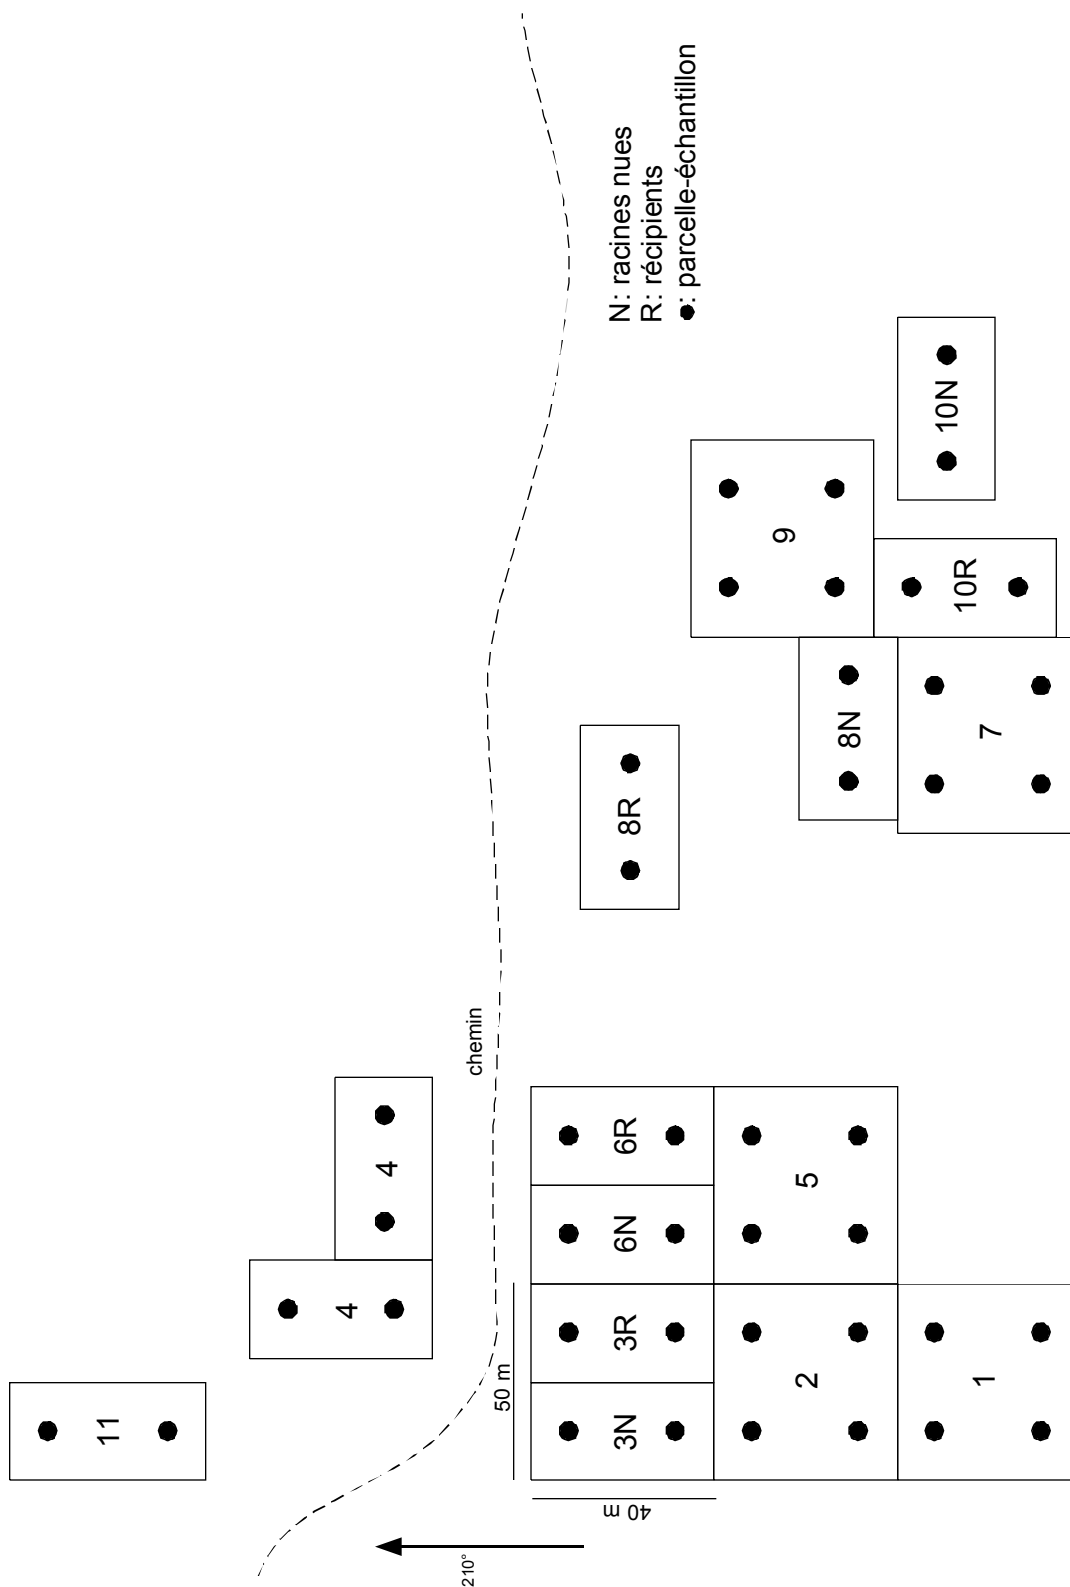 N: racines nues
R: récipients
●: parcelle-échantillon
chemin
11
4
4
50 m
40 m
210°
3N
3R
6N
6R
2
5
1
8R
8N
7
9
10R
10N